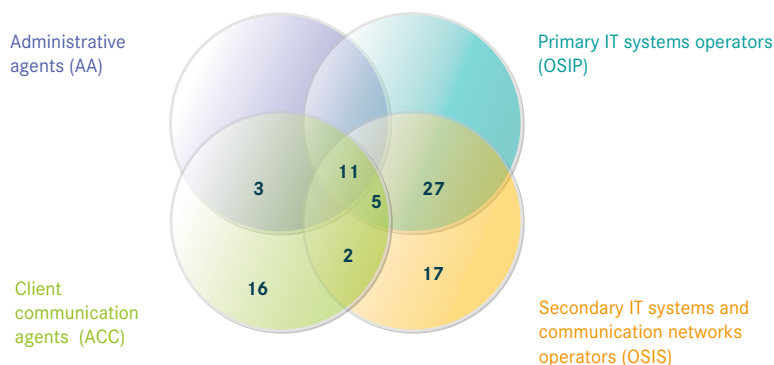 Administrative
agents (AA)
Primary IT systems operators
(OSIP)
3
11
5
27
2
16
17
Client
communication
agents (ACC)
Secondary IT systems and
communication networks
operators (OSIS)